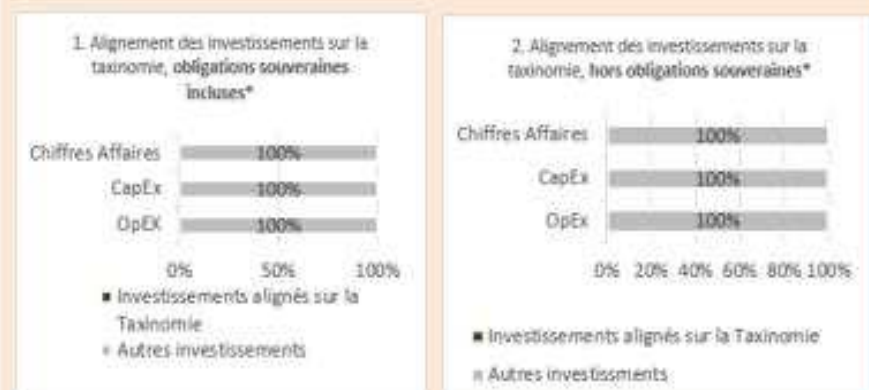 1. Alignement des investissements sur la
taxinomie, obligations souveraines
incluses*
Chiffres Affaires 100%
CapEx 100%
OpEX 100%
0% 50% 100%
■ Investissements alignés sur la
Taxinomie
■ Autres investissements
2. Alignement des investissements sur la
taxinomie, hors obligations souveraines*
Chiffres Affaires 100%
CapEx 100%
OpEx 100%
0% 20% 40% 60% 80% 100%
■ Investissements alignés sur la Taxinomie
■ Autres investissments